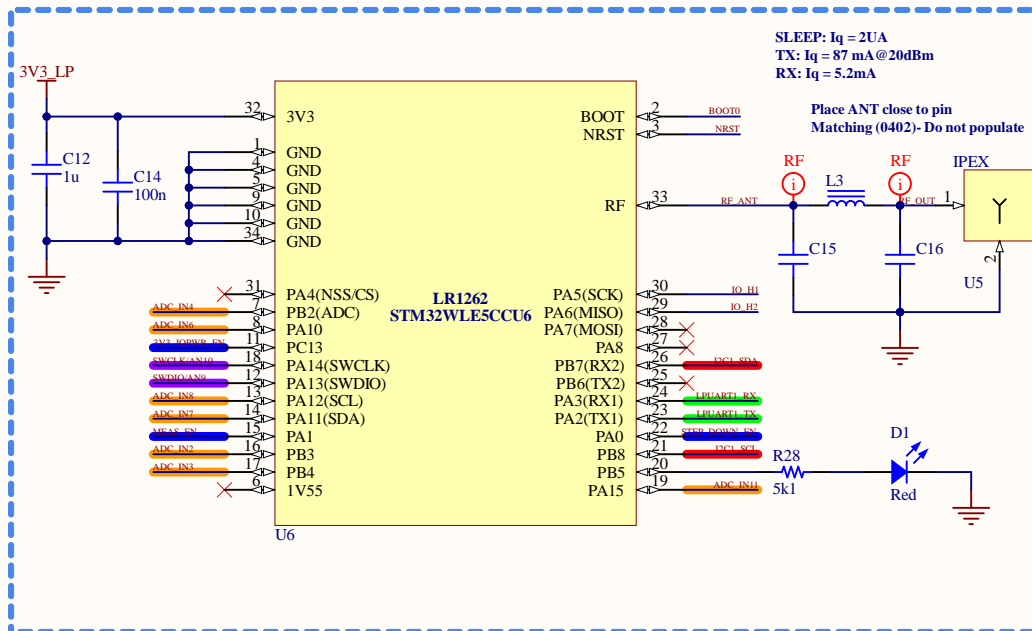 SLEEP: Iq = 2UA
TX: Iq = 87 mA@20dBm
RX: Iq = 5.2mA
Place ANT close to pin
Matching (0402)- Do not populate
3V3_LP
C12
1u
C14
100n
32 3V3
1 GND
4 GND
5 GND
9 GND
10 GND
34 GND
31 PA4(NSS/CS)
ADC_IN4 7 PB2(ADC)
ADC_IN6 8 PA10
3V3_IOPWR_EN 11 PC13
SWCLK/AN10 18 PA14(SWCLK)
SWDIO/AN9 12 PA13(SWDIO)
ADC_IN8 13 PA12(SCL)
ADC_IN7 14 PA11(SDA)
MEAS_EN 15 PA1
ADC_IN2 16 PB3
ADC_IN3 17 PB4
6 1V55
LR1262
STM32WLE5CCU6
BOOT 2 BOOT0
NRST 3 NRST
RF 33 RF_ANT
PA5(SCK) 30 IO_H1
PA6(MISO) 29 IO_H2
PA7(MOSI) 28
PA8 27
PB7(RX2) 26 I2C1_SDA
PB6(TX2) 25
PA3(RX1) 24 LPUART1_RX
PA2(TX1) 23 LPUART1_TX
PA0 22 STEP_DOWN_EN
PB8 21 I2C1_SCL
PB5 20
PA15 19 ADC_IN11
U6
RF
i
L3
RF
i
RF_OUT
1
IPEX
2
U5
C15
C16
R28
5k1
D1
Red